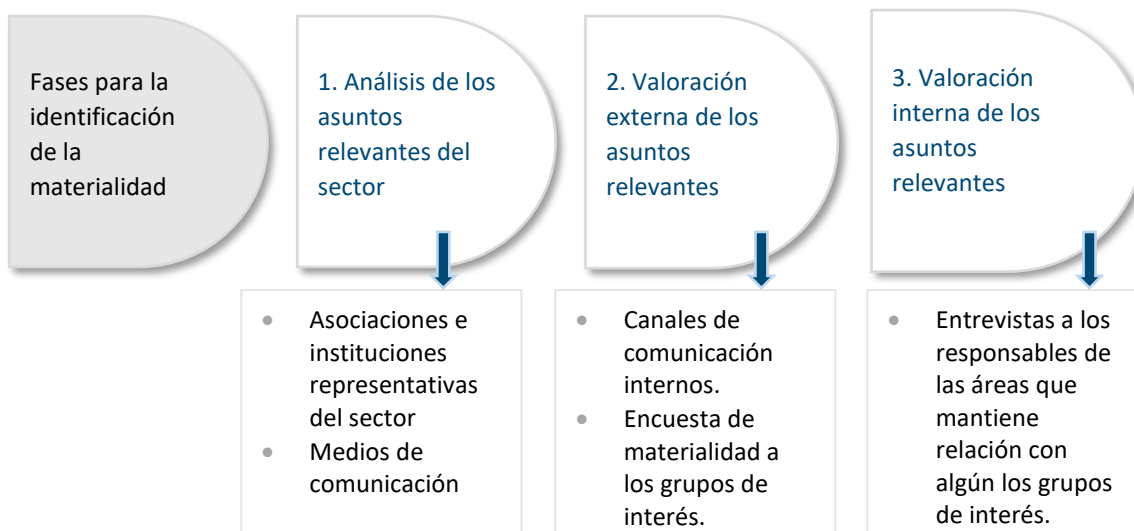 Fases para la
identificación
de la
materialidad
1. Análisis de los
asuntos
relevantes del
sector
2. Valoración
externa de los
asuntos
relevantes
3. Valoración
interna de los
asuntos
relevantes
• Asociaciones e
instituciones
representativas
del sector
• Medios de
comunicación
• Canales de
comunicación
internos.
• Encuesta de
materialidad a
los grupos de
interés.
• Entrevistas a los
responsables de
las áreas que
mantiene
relación con
algún los grupos
de interés.